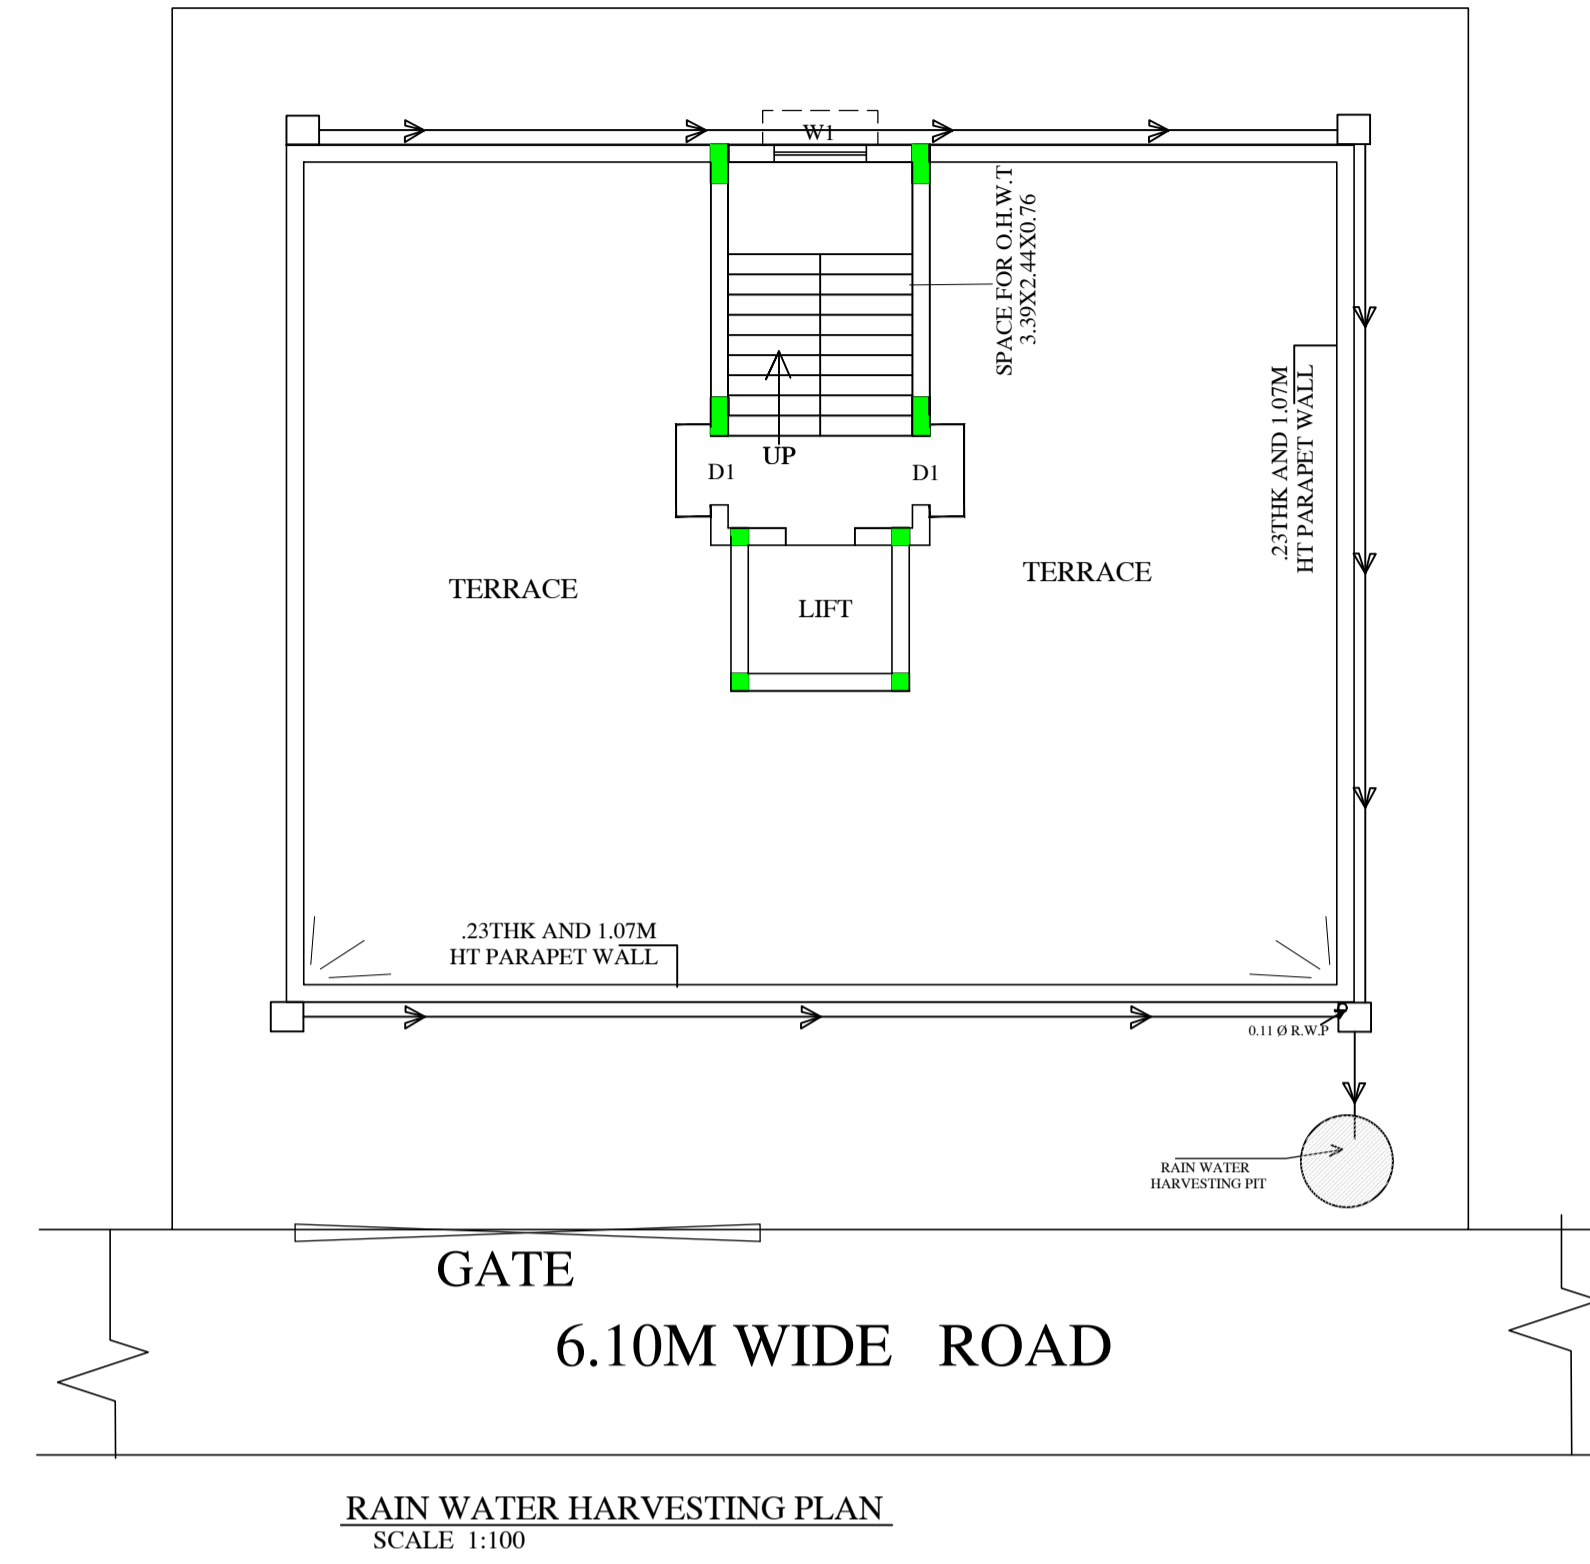 W1
SPACE FOR O.H.W.T
3.39X2.44X0.76
.23THK AND 1.07M
HT PARAPET WALL
UP
D1
D1
TERRACE
TERRACE
LIFT
.23THK AND 1.07M
HT PARAPET WALL
0.11 Ø R.W.P
RAIN WATER
HARVESTING PIT
GATE
6.10M WIDE ROAD
RAIN WATER HARVESTING PLAN
SCALE 1:100